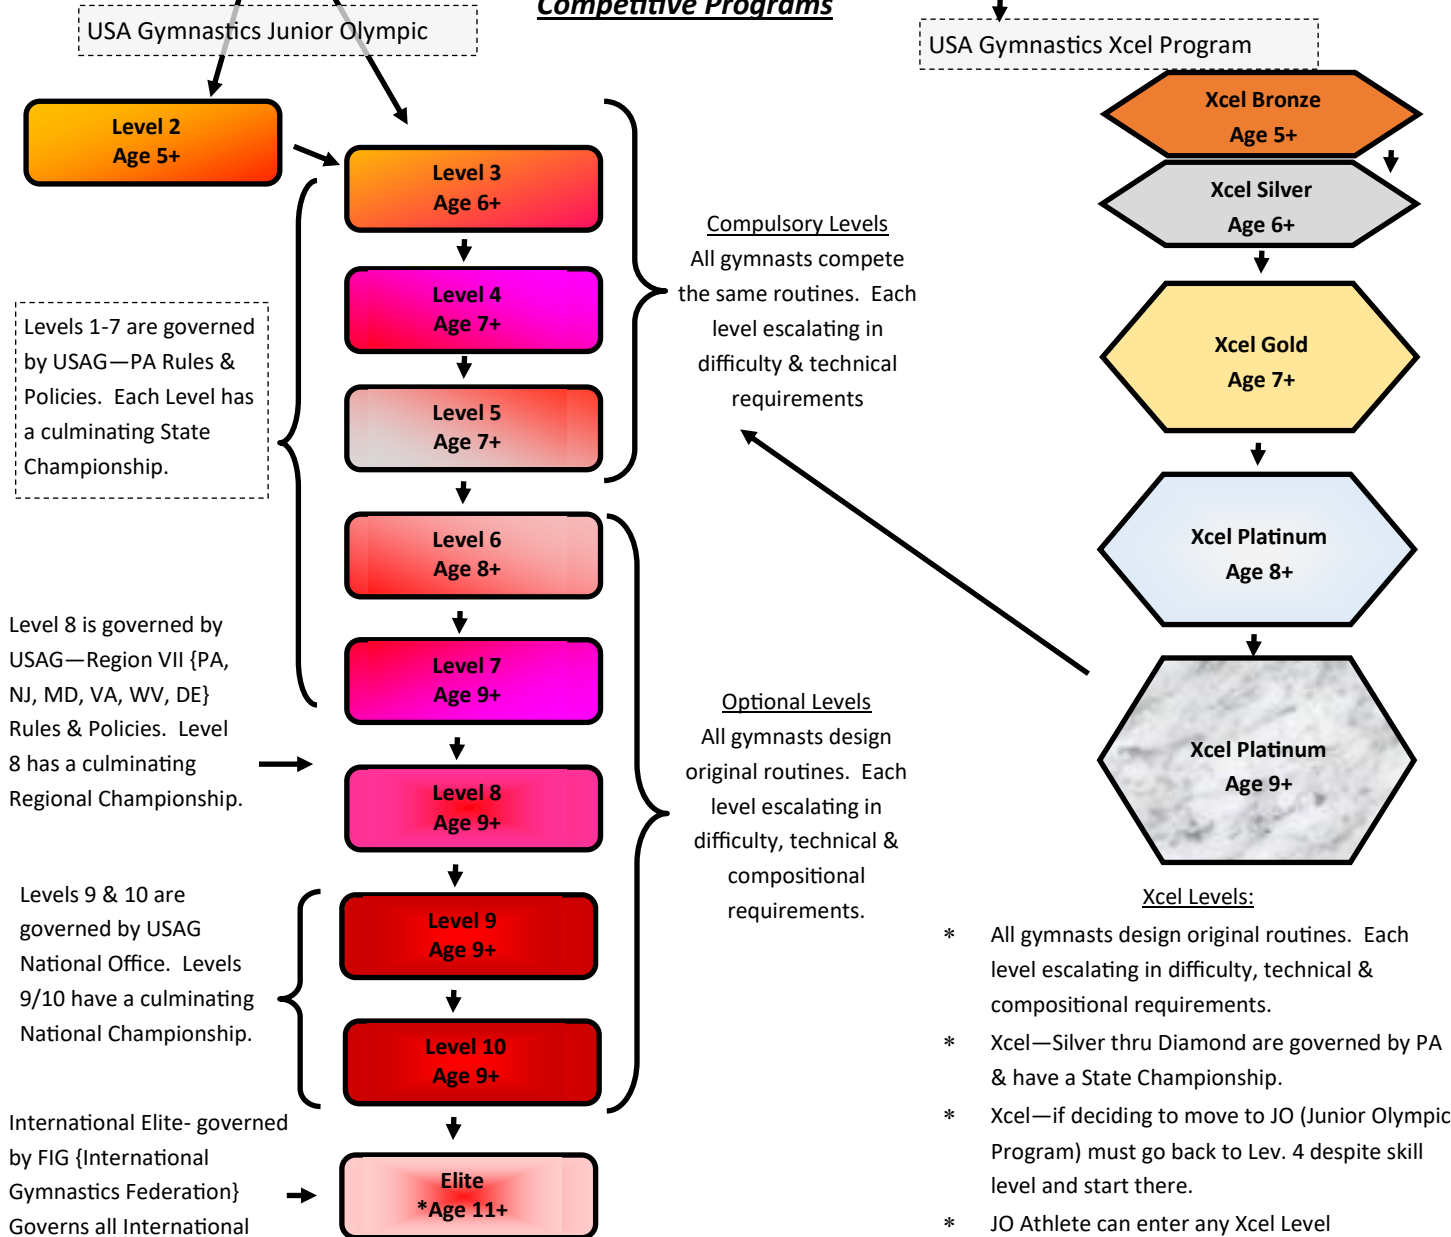 Competitive Programs
USA Gymnastics Junior Olympic
USA Gymnastics Xcel Program
Level 2
Age 5+
Level 3
Age 6+
Level 4
Age 7+
Level 5
Age 7+
Level 6
Age 8+
Level 7
Age 9+
Level 8
Age 9+
Level 9
Age 9+
Level 10
Age 9+
Elite
*Age 11+
Levels 1-7 are governed
by USAG—PA Rules &
Policies.  Each Level has
a culminating State
Championship.
Level 8 is governed by
USAG—Region VII {PA,
NJ, MD, VA, WV, DE}
Rules & Policies.  Level
8 has a culminating
Regional Championship.
Levels 9 & 10 are
governed by USAG
National Office.  Levels
9/10 have a culminating
National Championship.
International Elite- governed
by FIG {International
Gymnastics Federation}
Governs all International
Compulsory Levels
All gymnasts compete
the same routines.  Each
level escalating in
difficulty & technical
requirements
Optional Levels
All gymnasts design
original routines.  Each
level escalating in
difficulty, technical &
compositional
requirements.
Xcel Bronze
Age 5+
Xcel Silver
Age 6+
Xcel Gold
Age 7+
Xcel Platinum
Age 8+
Xcel Platinum
Age 9+
Xcel Levels:
* All gymnasts design original routines.  Each
level escalating in difficulty, technical &
compositional requirements.
* Xcel—Silver thru Diamond are governed by PA
& have a State Championship.
* Xcel—if deciding to move to JO (Junior Olympic
Program) must go back to Lev. 4 despite skill
level and start there.
* JO Athlete can enter any Xcel Level